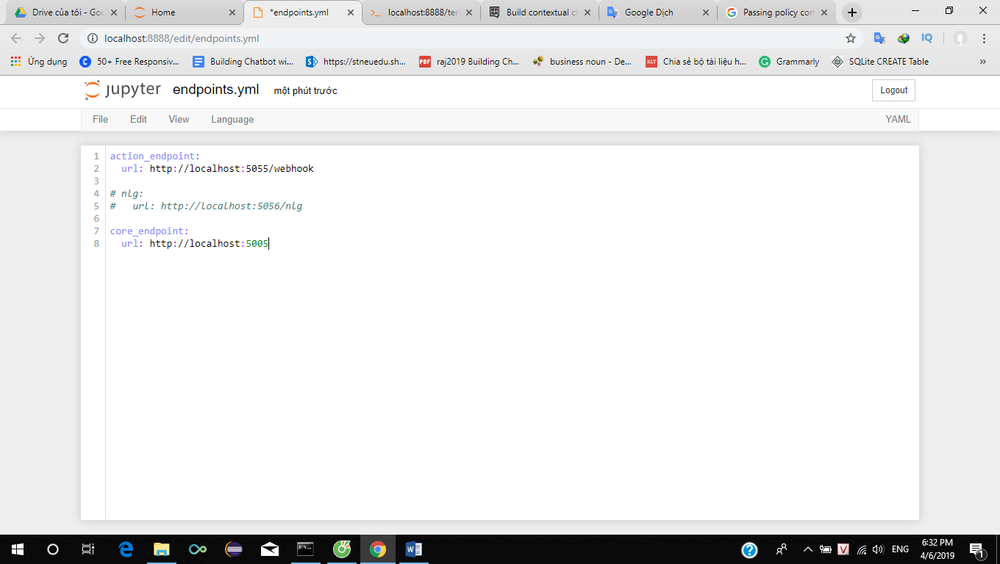 Drive của tôi - Goo
Home
*endpoints.yml
localhost:8888/ter
Build contextual c
Google Dịch
Passing policy con
localhost:8888/edit/endpoints.yml
Ứng dụng
50+ Free Responsiv...
Building Chatbot wi...
https://stneuedu.sh...
PDF
raj2019 Building Ch...
business noun - De...
KLT
Chia sẻ bộ tài liệu h...
Grammarly
SQLite CREATE Table
»
jupyter endpoints.yml một phút trước
Logout
File Edit View Language
YAML
1 action_endpoint:
2 url: http://localhost:5055/webhook
3
4 # nlg:
5 #   url: http://localhost:5056/nlg
6
7 core_endpoint:
8 url: http://localhost:5005
ENG
6:32 PM
4/6/2019
1